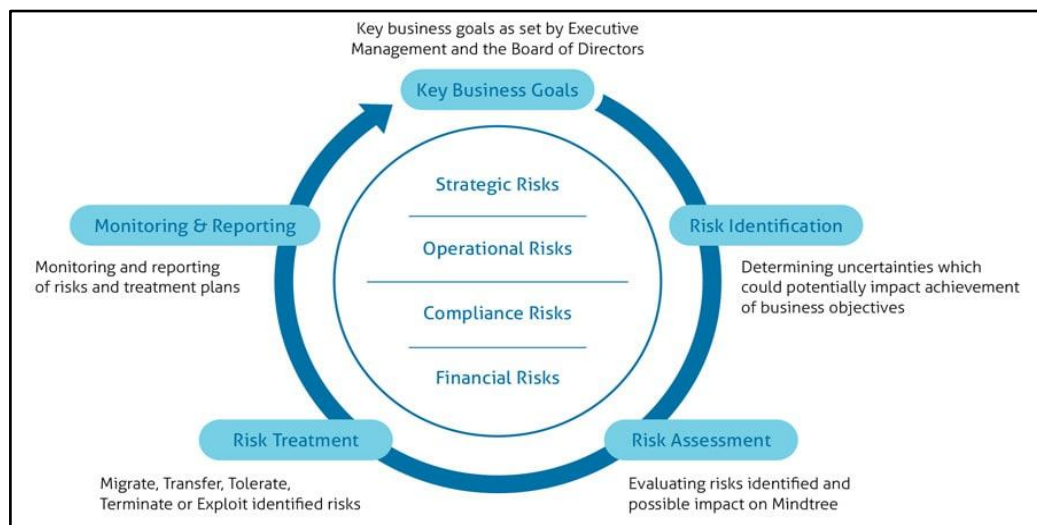 Key business goals as set by Executive
Management and the Board of Directors
Key Business Goals
Strategic Risks
Operational Risks
Compliance Risks
Financial Risks
Risk Identification
Determining uncertainties which
could potentially impact achievement
of business objectives
Risk Assessment
Evaluating risks identified and
possible impact on Mindtree
Risk Treatment
Migrate, Transfer, Tolerate,
Terminate or Exploit identified risks
Monitoring & Reporting
Monitoring and reporting
of risks and treatment plans